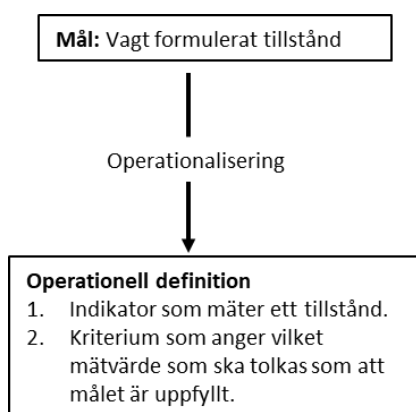 Mål: Vagt formulerat tillstånd
Operationalisering
Operationell definition
1. Indikator som mäter ett tillstånd.
2. Kriterium som anger vilket
mätvärde som ska tolkas som att
målet är uppfyllt.